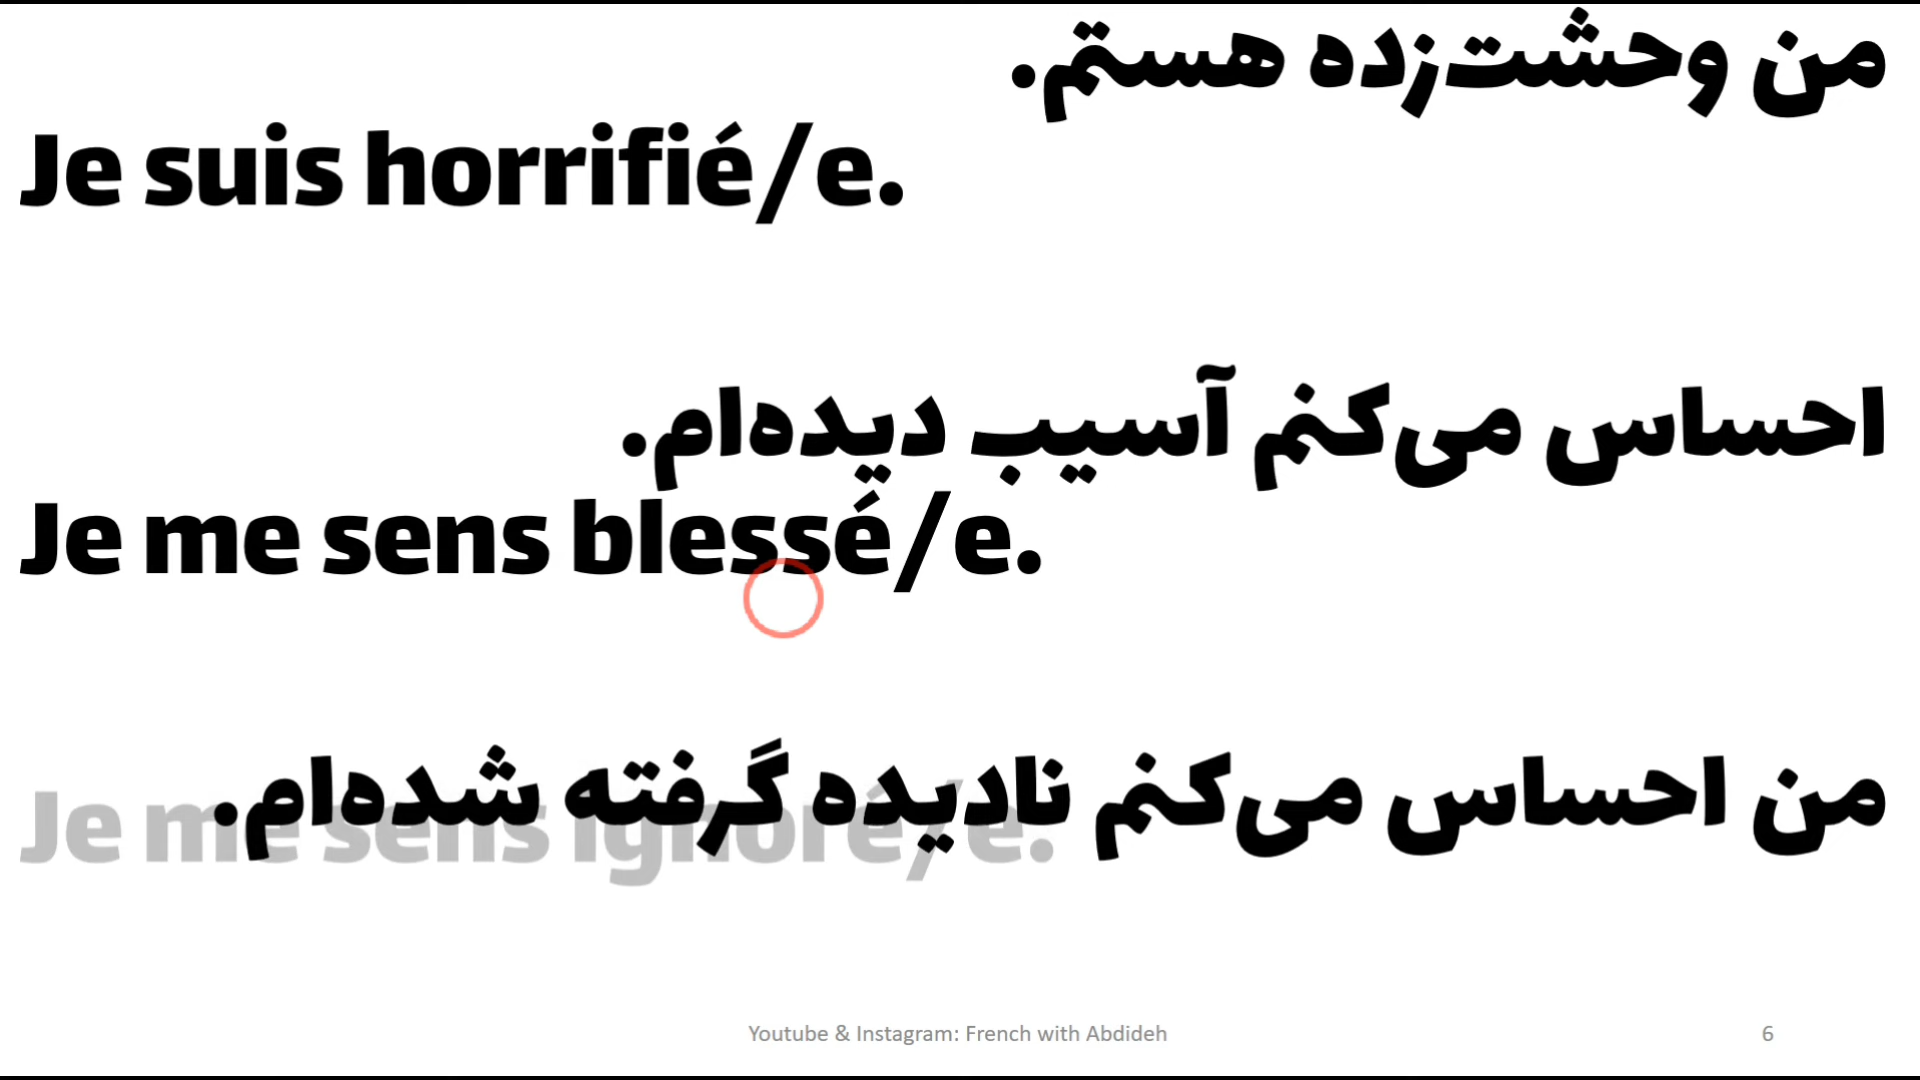 من وحشت‌زده هستم.
Je suis horrifié/e.
احساس می‌کنم آسیب دیده‌ام.
Je me sens blessé/e.
من احساس می‌کنم نادیده گرفته شده‌ام.
Je me sens ignoré/e.
Youtube & Instagram: French with Abdideh
6